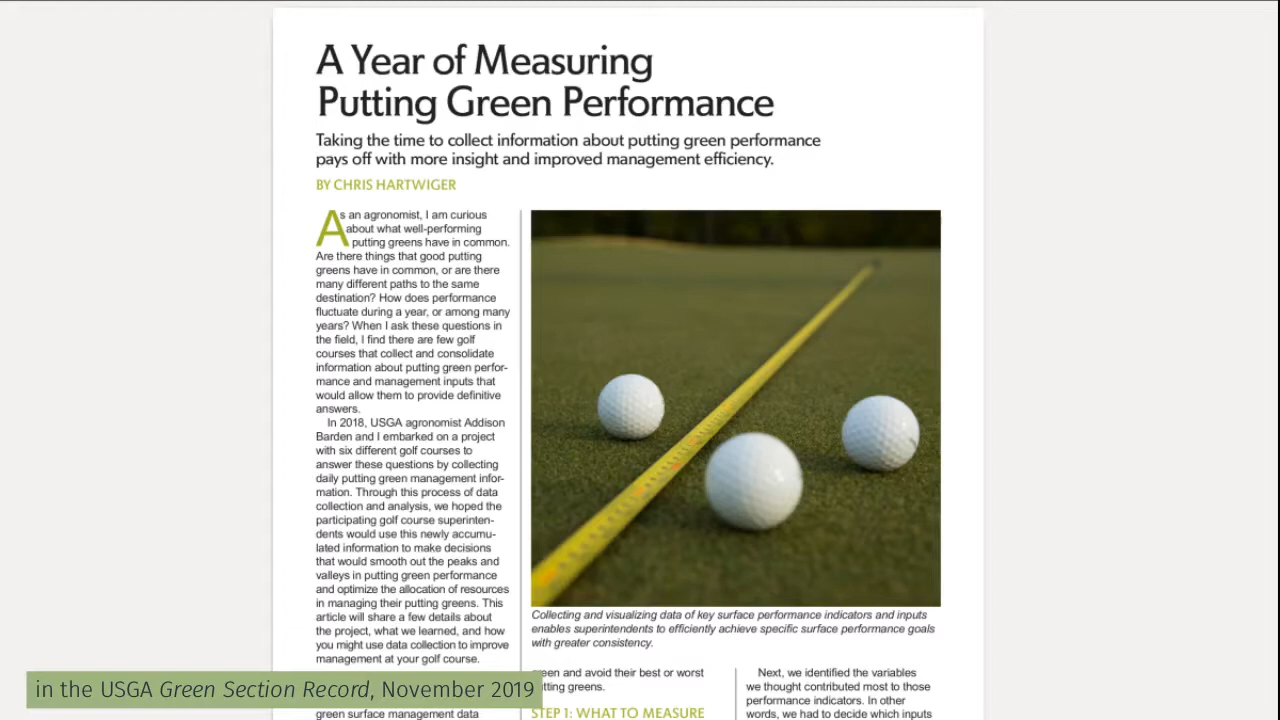 A Year of Measuring
Putting Green Performance
Taking the time to collect information about putting green performance
pays off with more insight and improved management efficiency.
BY CHRIS HARTWIGER
As an agronomist, I am curious
about what well-performing
putting greens have in common.
Are there things that good putting
greens have in common, or are there
many different paths to the same
destination? How does performance
fluctuate during a year, or among many
years? When I ask these questions in
the field, I find there are few golf
courses that collect and consolidate
information about putting green perfor-
mance and management inputs that
would allow them to provide definitive
answers.
In 2018, USGA agronomist Addison
Barden and I embarked on a project
with six different golf courses to
answer these questions by collecting
daily putting green management infor-
mation. Through this process of data
collection and analysis, we hoped the
participating golf course superinten-
dents would use this newly accumu-
lated information to make decisions
that would smooth out the peaks and
valleys in putting green performance
and optimize the allocation of resources
in managing their putting greens. This
article will share a few details about
the project, what we learned, and how
you might use data collection to improve
management at your golf course.
green surface management data
Collecting and visualizing data of key surface performance indicators and inputs
enables superintendents to efficiently achieve specific surface performance goals
with greater consistency.
green and avoid their best or worst
putting greens.
STEP 1: WHAT TO MEASURE
Next, we identified the variables
we thought contributed most to those
performance indicators. In other
words, we had to decide which inputs
in the USGA Green Section Record, November 2019